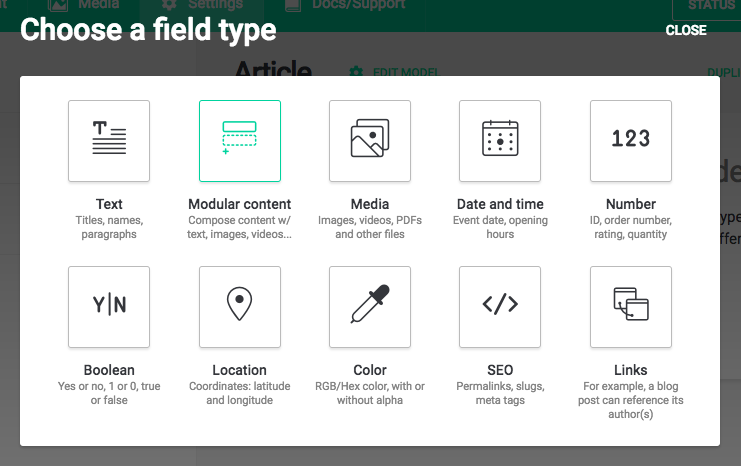 Media Settings Docs/Support
STATUS
Choose a field type
CLOSE
Article EDIT MODEL
T
123
Text Modular content Media Date and time Number
Titles, names, Compose content w/ Images, videos, PDFs Event date, opening ID, order number,
paragraphs text, images, videos... and other files hours rating, quantity
Y|N
</>
Boolean Location Color SEO Links
Yes or no, 1 or 0, true Coordinates: latitude RGB/Hex color, with or Permalinks, slugs, For example, a blog
or false and longitude without alpha meta tags post can reference its
author(s)